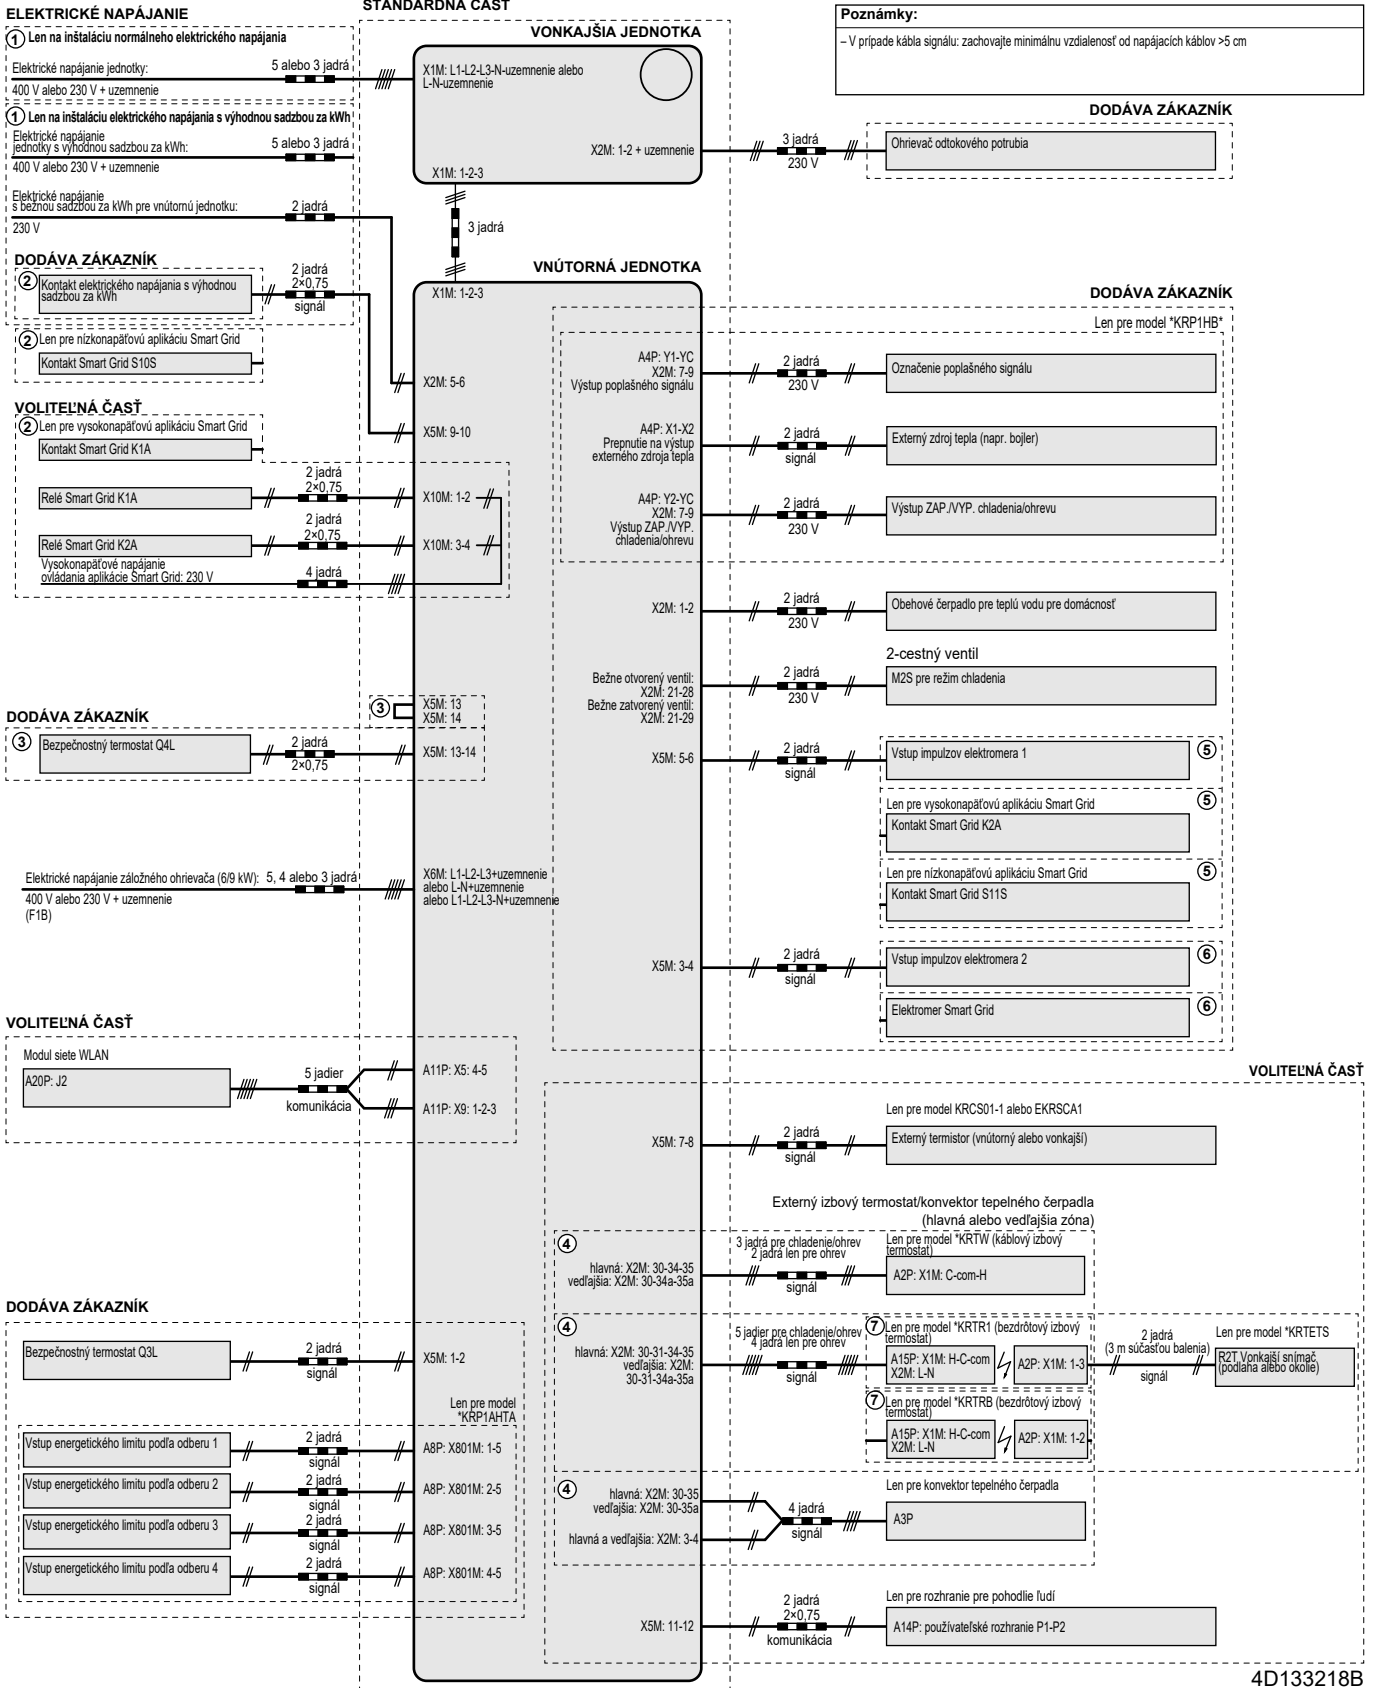 ELEKTRICKÉ NAPÁJANIE
① Len na inštaláciu normálneho elektrického napájania
Elektrické napájanie jednotky:
5 alebo 3 jadrá
400 V alebo 230 V + uzemnenie
① Len na inštaláciu elektrického napájania s výhodnou sadzbou za kWh
Elektrické napájanie
jednotky s výhodnou sadzbou za kWh:
5 alebo 3 jadrá
400 V alebo 230 V + uzemnenie
Elektrické napájanie
s bežnou sadzbou za kWh pre vnútornú jednotku:
2 jadrá
230 V
DODÁVA ZÁKAZNÍK
② Kontakt elektrického napájania s výhodnou
sadzbou za kWh
2 jadrá
2×0,75
signál
② Len pre nízkonapäťovú aplikáciu Smart Grid
Kontakt Smart Grid S10S
VOLITEĽNÁ ČASŤ
② Len pre vysokonapäťovú aplikáciu Smart Grid
Kontakt Smart Grid K1A
2 jadrá
2×0,75
Relé Smart Grid K1A
2 jadrá
2×0,75
Relé Smart Grid K2A
Vysokonapäťové napájanie
ovládania aplikácie Smart Grid: 230 V
4 jadrá
DODÁVA ZÁKAZNÍK
③ Bezpečnostný termostat Q4L
2 jadrá
2×0,75
Elektrické napájanie záložného ohrievača (6/9 kW):
5, 4 alebo 3 jadrá
400 V alebo 230 V + uzemnenie
(F1B)
VOLITEĽNÁ ČASŤ
Modul siete WLAN
A20P: J2
5 jadier
komunikácia
DODÁVA ZÁKAZNÍK
Bezpečnostný termostat Q3L
2 jadrá
signál
Len pre model
*KRP1AHTA
Vstup energetického limitu podľa odberu 1
2 jadrá
signál
Vstup energetického limitu podľa odberu 2
2 jadrá
signál
Vstup energetického limitu podľa odberu 3
2 jadrá
signál
Vstup energetického limitu podľa odberu 4
2 jadrá
signál
ŠTANDARDNÁ ČASŤ
VONKAJŠIA JEDNOTKA
X1M: L1-L2-L3-N-uzemnenie alebo
L-N-uzemnenie
X2M: 1-2 + uzemnenie
X1M: 1-2-3
3 jadrá
VNÚTORNÁ JEDNOTKA
X1M: 1-2-3
X2M: 5-6
X5M: 9-10
X10M: 1-2
X10M: 3-4
③
X5M: 13
X5M: 14
X5M: 13-14
X6M: L1-L2-L3+uzemnenie
alebo L-N+uzemnenie
alebo L1-L2-L3-N+uzemnenie
A11P: X5: 4-5
A11P: X9: 1-2-3
X5M: 1-2
A8P: X801M: 1-5
A8P: X801M: 2-5
A8P: X801M: 3-5
A8P: X801M: 4-5
Poznámky:
– V prípade kábla signálu: zachovajte minimálnu vzdialenosť od napájacích káblov >5 cm
DODÁVA ZÁKAZNÍK
3 jadrá
230 V
Ohrievač odtokového potrubia
DODÁVA ZÁKAZNÍK
Len pre model *KRP1HB*
A4P: Y1-YC
X2M: 7-9
Výstup poplašného signálu
2 jadrá
230 V
Označenie poplašného signálu
A4P: X1-X2
Prepnutie na výstup
externého zdroja tepla
2 jadrá
signál
Externý zdroj tepla (napr. bojler)
A4P: Y2-YC
X2M: 7-9
Výstup ZAP./VYP.
chladenia/ohrevu
2 jadrá
230 V
Výstup ZAP./VYP. chladenia/ohrevu
X2M: 1-2
2 jadrá
230 V
Obehové čerpadlo pre teplú vodu pre domácnosť
2-cestný ventil
Bežne otvorený ventil:
X2M: 21-28
Bežne zatvorený ventil:
X2M: 21-29
2 jadrá
230 V
M2S pre režim chladenia
X5M: 5-6
2 jadrá
signál
Vstup impulzov elektromera 1
⑤
Len pre vysokonapäťovú aplikáciu Smart Grid
⑤
Kontakt Smart Grid K2A
Len pre nízkonapäťovú aplikáciu Smart Grid
⑤
Kontakt Smart Grid S11S
X5M: 3-4
2 jadrá
signál
Vstup impulzov elektromera 2
⑥
Elektromer Smart Grid
⑥
VOLITEĽNÁ ČASŤ
Len pre model KRCS01-1 alebo EKRSCA1
X5M: 7-8
2 jadrá
signál
Externý termistor (vnútorný alebo vonkajší)
Externý izbový termostat/konvektor tepelného čerpadla
(hlavná alebo vedľajšia zóna)
④
hlavná: X2M: 30-34-35
vedľajšia: X2M: 30-34a-35a
3 jadrá pre chladenie/ohrev
2 jadrá len pre ohrev
signál
Len pre model *KRTW (káblový izbový
termostat)
A2P: X1M: C-com-H
④
hlavná: X2M: 30-31-34-35
vedľajšia: X2M:
30-31-34a-35a
5 jadier pre chladenie/ohrev
4 jadrá len pre ohrev
signál
⑦ Len pre model *KRTR1 (bezdrôtový izbový
termostat)
A15P: X1M: H-C-com
X2M: L-N
A2P: X1M: 1-3
2 jadrá
(3 m súčasťou balenia)
signál
Len pre model *KRTETS
R2T Vonkajší snímač
(podlaha alebo okolie)
⑦ Len pre model *KRTRB (bezdrôtový izbový
termostat)
A15P: X1M: H-C-com
X2M: L-N
A2P: X1M: 1-2
④
hlavná: X2M: 30-35
vedľajšia: X2M: 30-35a
hlavná a vedľajšia: X2M: 3-4
4 jadrá
signál
Len pre konvektor tepelného čerpadla
A3P
X5M: 11-12
2 jadrá
2×0,75
komunikácia
Len pre rozhranie pre pohodlie ľudí
A14P: používateľské rozhranie P1-P2
4D133218B